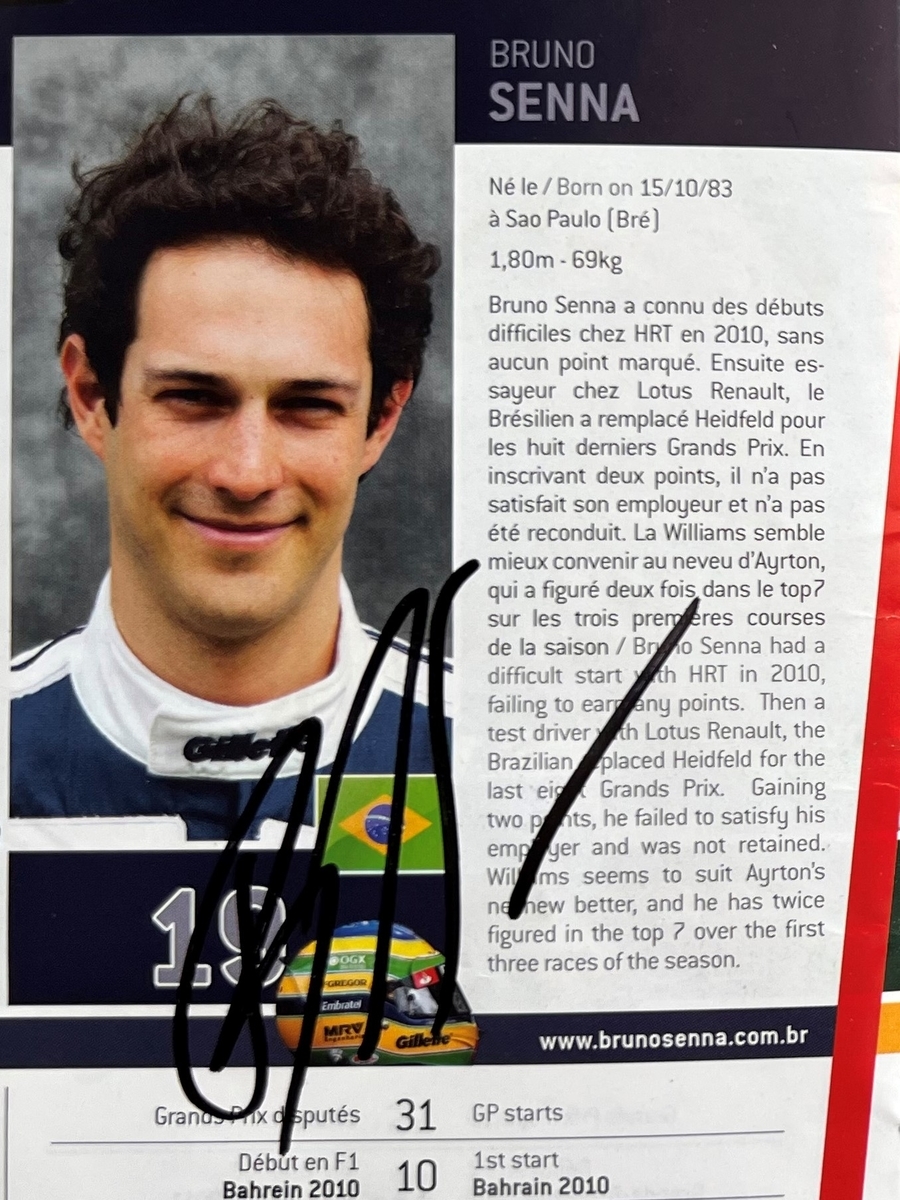 BRUNO
SENNA
Né le / Born on 15/10/83
à Sao Paulo (Bré)
1,80m - 69kg
Bruno Senna a connu des débuts
difficiles chez HRT en 2010, sans
aucun point marqué. Ensuite es-
sayeur chez Lotus Renault, le
Brésilien a remplacé Heidfeld pour
les huit derniers Grands Prix. En
inscrivant deux points, il n'a pas
satisfait son employeur et n'a pas
été reconduit. La Williams semble
mieux convenir au neveu d'Ayrton,
qui a figuré deux fois dans le top7
sur les trois premières courses
de la saison / Bruno Senna had a
difficult start with HRT in 2010,
failing to earn any points. Then a
test driver with Lotus Renault, the
Brazilian replaced Heidfeld for the
last eight Grands Prix. Gaining
two points, he failed to satisfy his
employer and was not retained.
Williams seems to suit Ayrton's
nephew better, and he has twice
figured in the top 7 over the first
three races of the season.
Gillette
19
OGX
GREGOR
Embratel
MRV
Engenharia
Gillette
www.brunosenna.com.br
Grands Prix disputés 31 GP starts
Début en F1 10 1st start
Bahrein 2010 Bahrain 2010